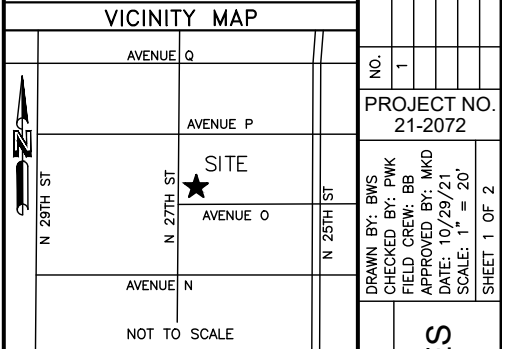 VICINITY MAP
AVENUE Q
AVENUE P
SITE
N 29TH ST
N 27TH ST
N 25TH ST
AVENUE O
AVENUE N
NOT TO SCALE
N
NO.
1
PROJECT NO.
21-2072
DRAWN BY: BWS
CHECKED BY: PWK
FIELD CREW: BB
APPROVED BY: MKD
DATE: 10/29/21
SCALE: 1" = 20'
SHEET 1 OF 2